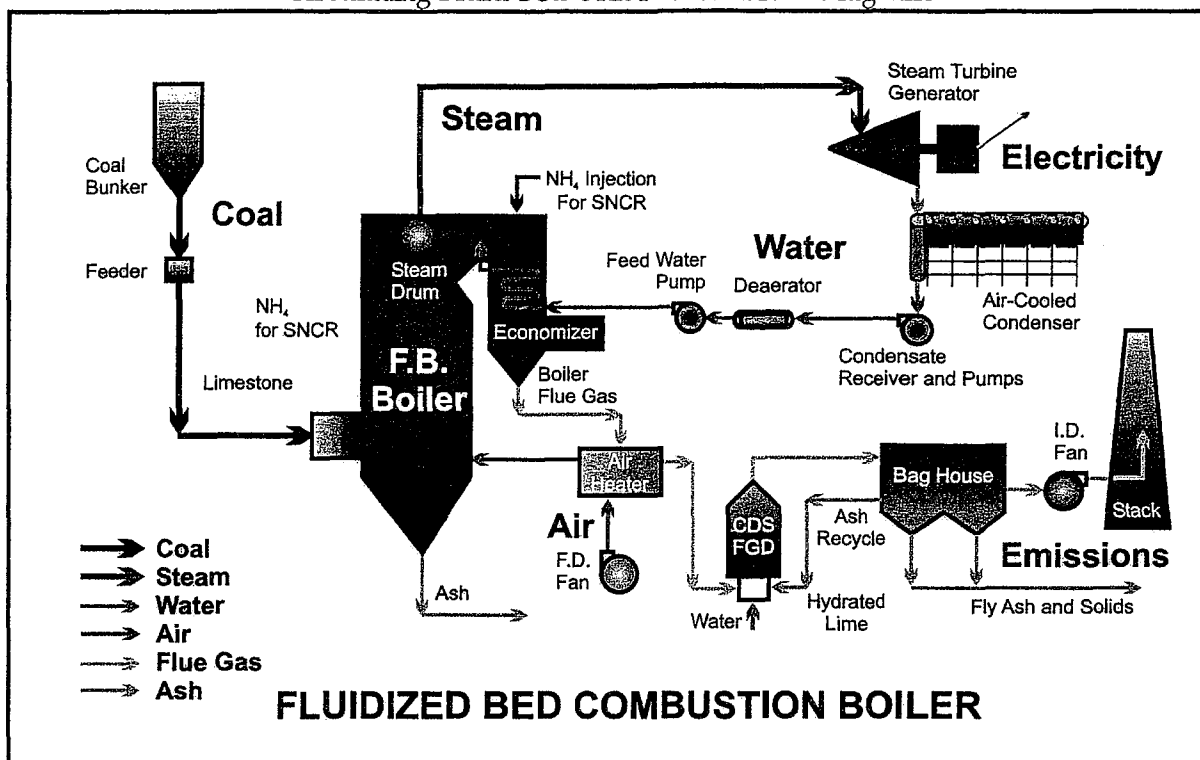 Steam Turbine
Generator
Steam
Electricity
Coal
Bunker
Coal
NH₄ Injection
For SNCR
Water
Feeder
Steam
Drum
Feed Water
Pump
Deaerator
NH₄
for SNCR
Air-Cooled
Condenser
Economizer
Condensate
Receiver and Pumps
F.B.
Boiler
Limestone
Boiler
Flue Gas
I.D.
Fan
Air
Heater
Bag House
Stack
CDS
FGD
Ash
Recycle
Air
F.D.
Fan
Emissions
Ash
Water
Hydrated
Lime
Fly Ash and Solids
Coal
Steam
Water
Air
Flue Gas
Ash
FLUIDIZED BED COMBUSTION BOILER